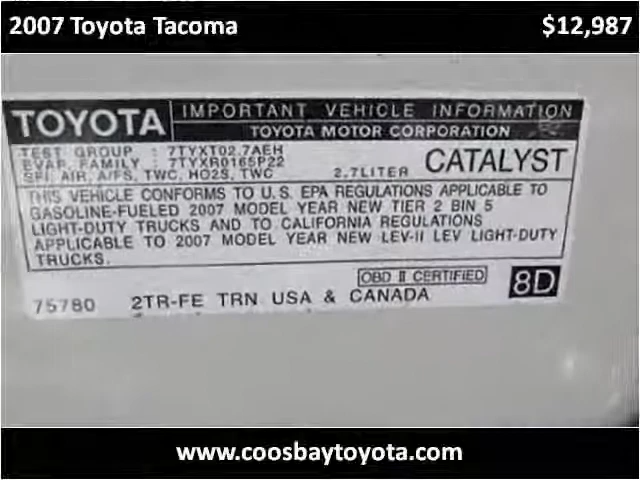 2007 Toyota Tacoma $12,987
TOYOTA IMPORTANT VEHICLE INFORMATION
TOYOTA MOTOR CORPORATION
TEST GROUP : 7TYXT02.7AEH
EVAP. FAMILY : 7TYXR0165P22
SFI, AIR, A/FS, TWC, HO2S, TWC 2.7LITER CATALYST
THIS VEHICLE CONFORMS TO U.S. EPA REGULATIONS APPLICABLE TO
GASOLINE-FUELED 2007 MODEL YEAR NEW TIER 2 BIN 5
LIGHT-DUTY TRUCKS AND TO CALIFORNIA REGULATIONS
APPLICABLE TO 2007 MODEL YEAR NEW LEV-II LEV LIGHT-DUTY
TRUCKS.
OBD II CERTIFIED 8D
75780 2TR-FE TRN USA & CANADA
www.coosbaytoyota.com